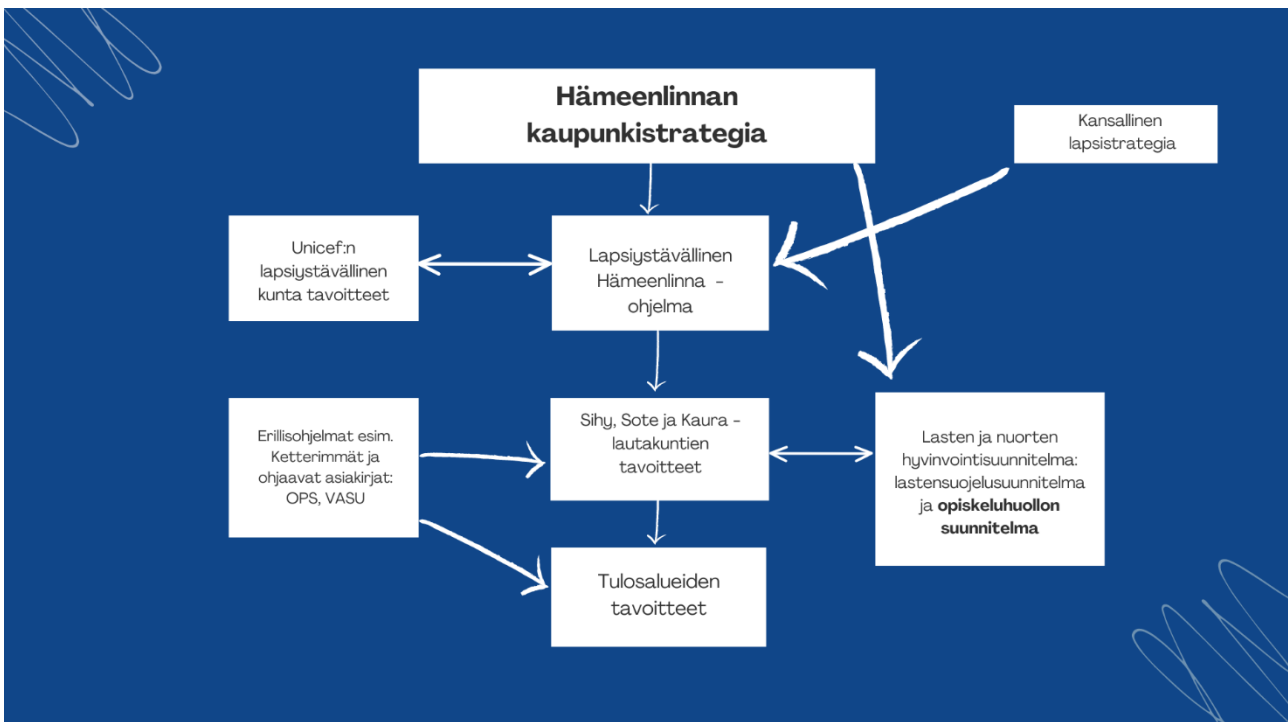 Hämeenlinnan
kaupunkistrategia
Kansallinen
lapsistrategia
Unicef:n
lapsiystävällinen
kunta tavoitteet
Lapsiystävällinen
Hämeenlinna -
ohjelma
Erillisohjelmat esim.
Ketterimmät ja
ohjaavat asiakirjat:
OPS, VASU
Sihy, Sote ja Kaura -
lautakuntien
tavoitteet
Lasten ja nuorten
hyvinvointisuunnitelma:
lastensuojelusuunnitelma
ja opiskeluhuollon
suunnitelma
Tulosalueiden
tavoitteet